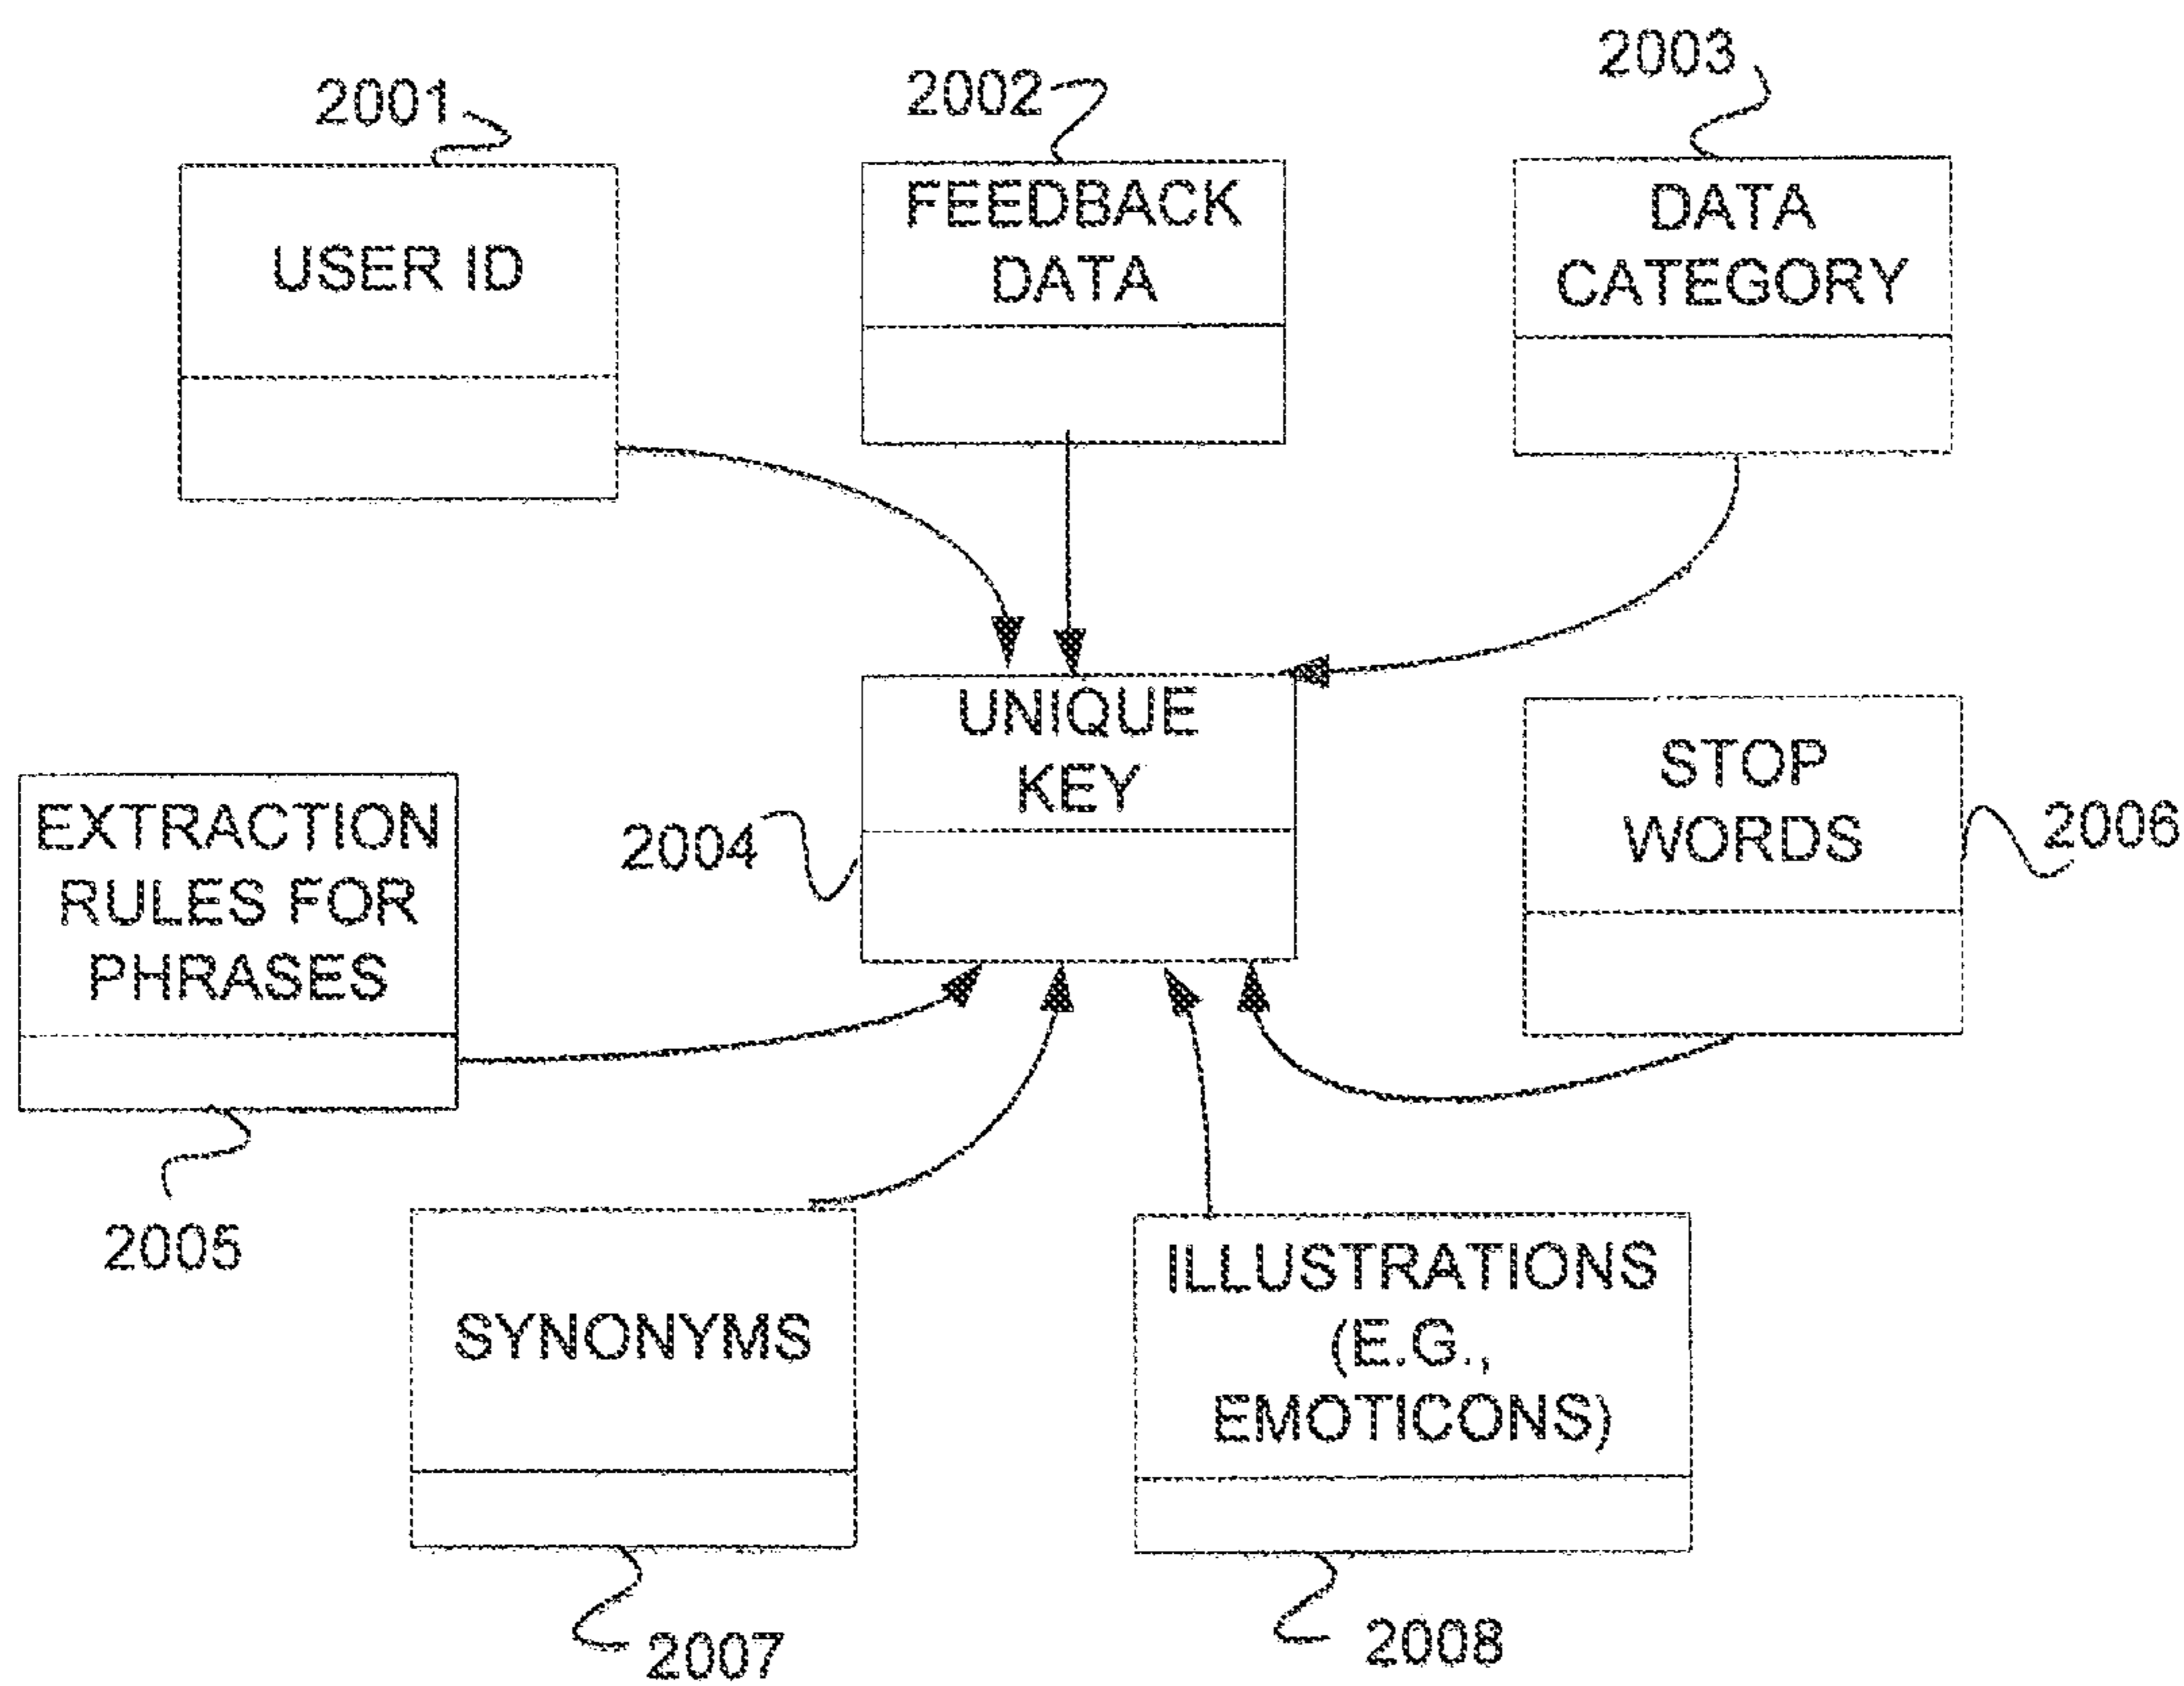 2001
2002
2003
USER ID
FEEDBACK
DATA
DATA
CATEGORY
UNIQUE
KEY
2004
STOP
WORDS
2006
EXTRACTION
RULES FOR
PHRASES
2005
SYNONYMS
2007
ILLUSTRATIONS
(E.G.,
EMOTICONS)
2008